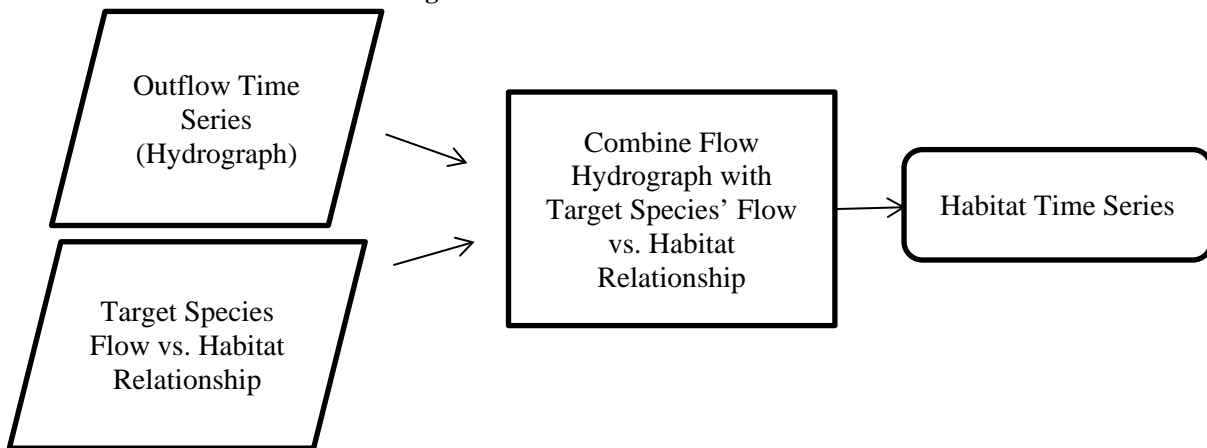 Outflow Time
Series
(Hydrograph)
Target Species
Flow vs. Habitat
Relationship
Combine Flow
Hydrograph with
Target Species’ Flow
vs. Habitat
Relationship
Habitat Time Series